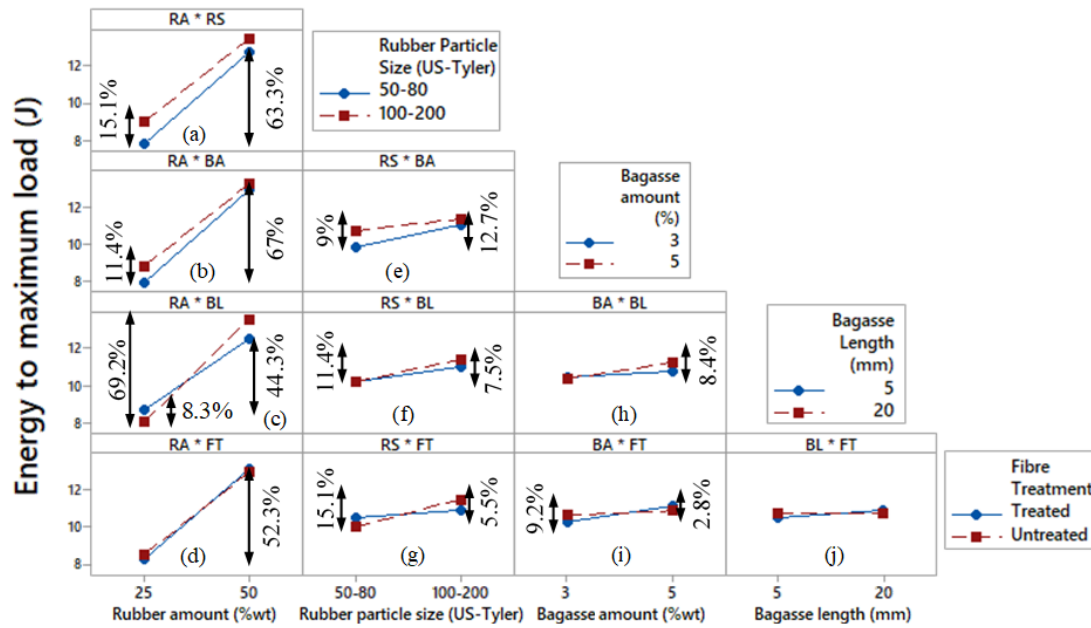 Energy to maximum load (J)
RA * RS
12
10
8
15.1%
(a)
63.3%
Rubber Particle
Size (US-Tyler)
50-80
100-200
RA * BA
12
10
8
11.4%
(b)
67%
RS * BA
9%
(e)
12.7%
Bagasse
amount
(%)
3
5
RA * BL
12
10
8
69.2%
8.3%
44.3%
(c)
RS * BL
11.4%
(f)
7.5%
BA * BL
(h)
8.4%
Bagasse
Length
(mm)
5
20
RA * FT
12
10
8
(d)
52.3%
RS * FT
15.1%
(g)
5.5%
BA * FT
9.2%
(i)
2.8%
BL * FT
(j)
Fibre
Treatment
Treated
Untreated
25 50 50-80 100-200 3 5 5 20
Rubber amount (%wt) Rubber particle size (US-Tyler) Bagasse amount (%wt) Bagasse length (mm)